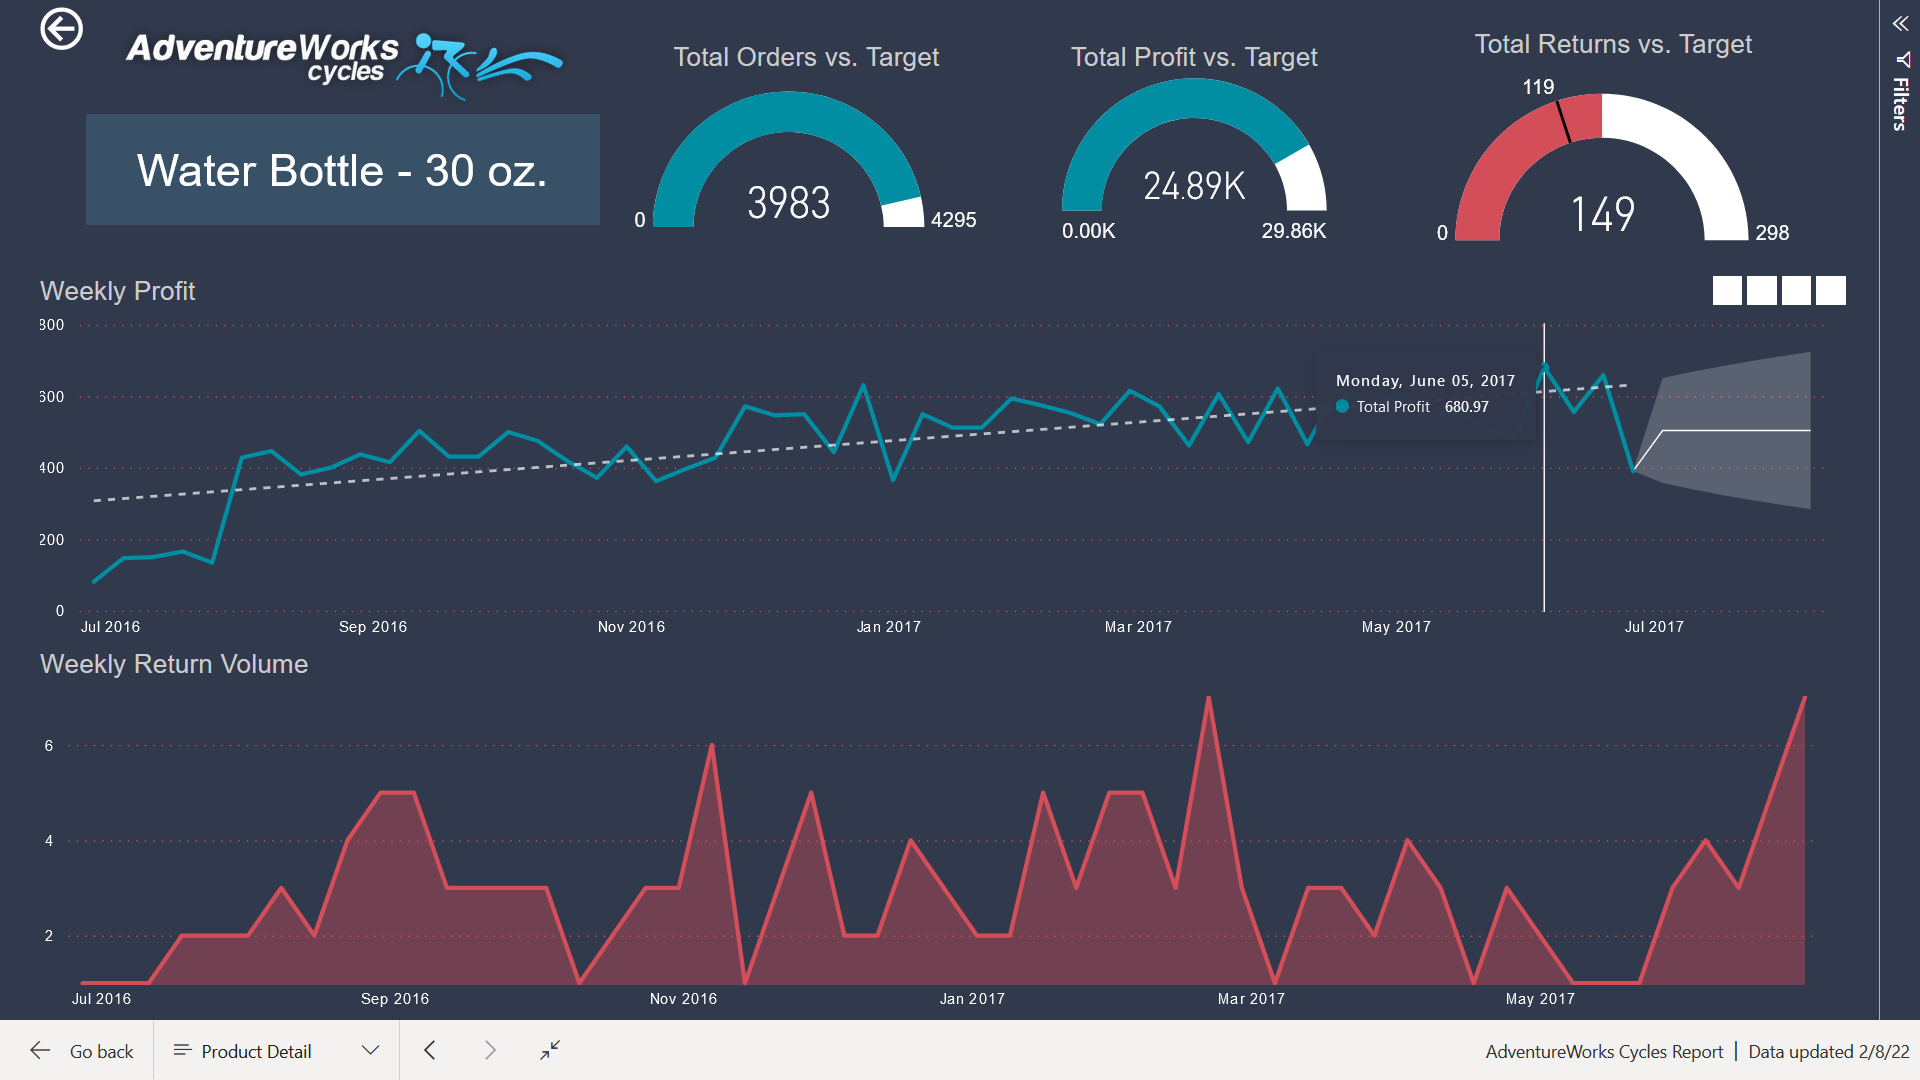 AdventureWorks
cycles
Water Bottle - 30 oz.
Total Orders vs. Target
3983
0
4295
Total Profit vs. Target
24.89K
0.00K
29.86K
Total Returns vs. Target
119
149
0
298
Filters
Weekly Profit
800
600
400
200
0
Monday, June 05, 2017
Total Profit 680.97
Jul 2016 Sep 2016 Nov 2016 Jan 2017 Mar 2017 May 2017 Jul 2017
Weekly Return Volume
6
4
2
Jul 2016 Sep 2016 Nov 2016 Jan 2017 Mar 2017 May 2017
Go back Product Detail AdventureWorks Cycles Report | Data updated 2/8/22